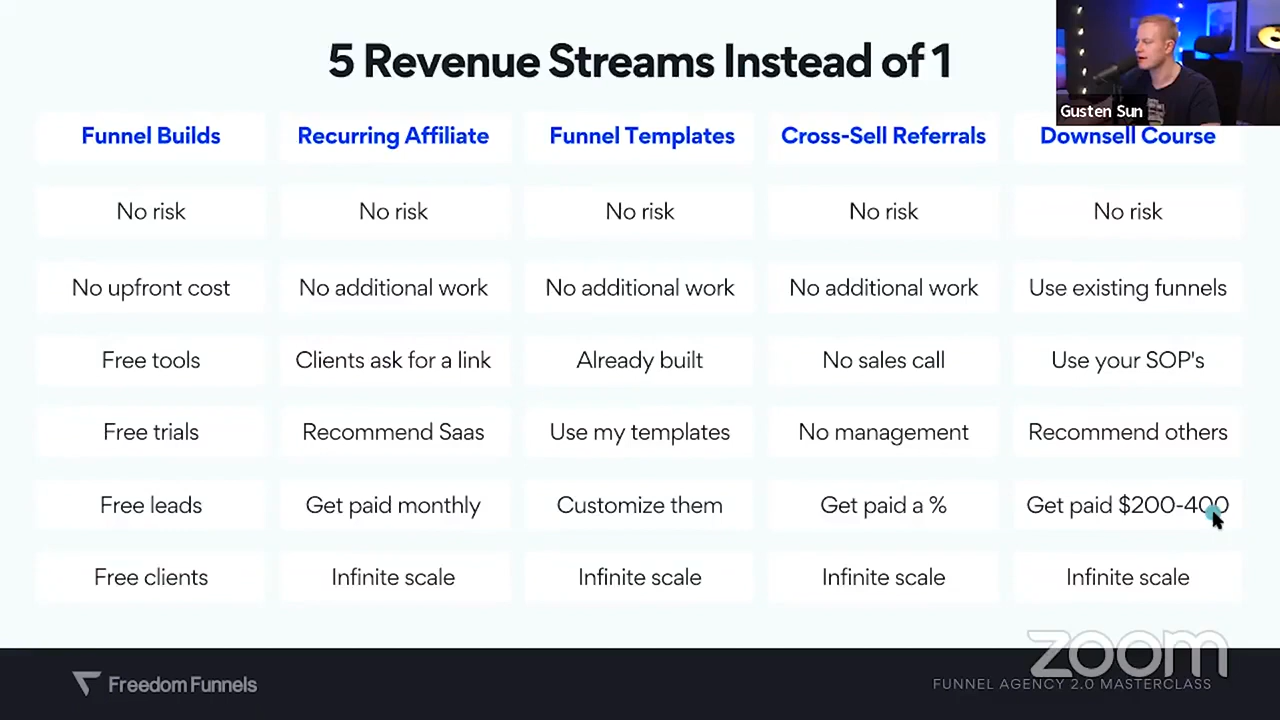 5 Revenue Streams Instead of 1
Gusten Sun
Funnel Builds Recurring Affiliate Funnel Templates Cross-Sell Referrals Downsell Course
No risk No risk No risk No risk No risk
No upfront cost No additional work No additional work No additional work Use existing funnels
Free tools Clients ask for a link Already built No sales call Use your SOP's
Free trials Recommend Saas Use my templates No management Recommend others
Free leads Get paid monthly Customize them Get paid a % Get paid $200-400
Free clients Infinite scale Infinite scale Infinite scale Infinite scale
zoom
Freedom Funnels FUNNEL AGENCY 2.0 MASTERCLASS